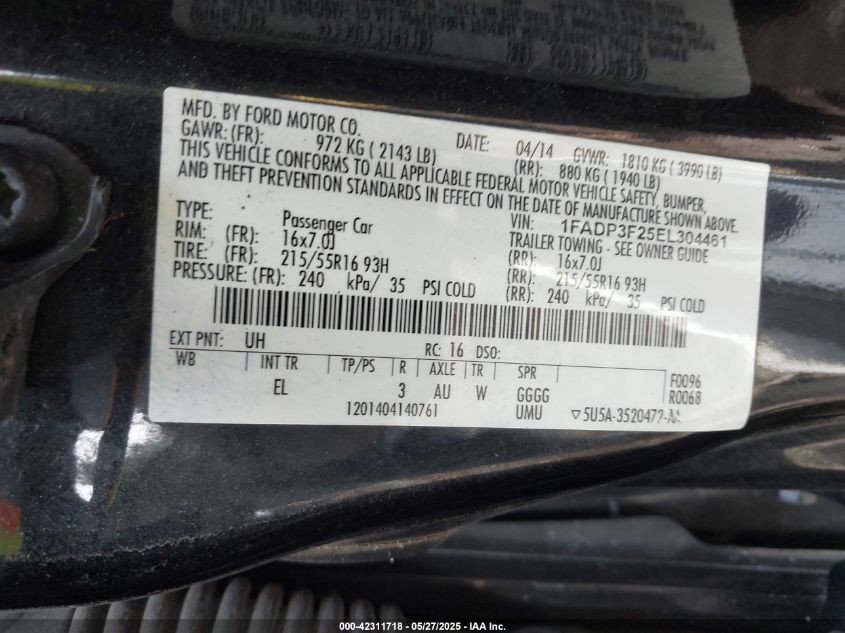 MFD. BY FORD MOTOR CO.
DATE: 04/14 GVWR: 1810 KG ( 3990 LB)
GAWR: (FR): 972 KG ( 2143 LB) (RR): 880 KG ( 1940 LB)
THIS VEHICLE CONFORMS TO ALL APPLICABLE FEDERAL MOTOR VEHICLE SAFETY, BUMPER,
AND THEFT PREVENTION STANDARDS IN EFFECT ON THE DATE OF MANUFACTURE SHOWN ABOVE.
VIN: 1FADP3F25EL304461
TYPE: Passenger Car TRAILER TOWING - SEE OWNER GUIDE
RIM: (FR): 16x7.0J (RR): 16x7.0J
TIRE: (FR): 215/55R16 93H (RR): 215/55R16 93H
PRESSURE: (FR): 240 kPa/ 35 PSI COLD (RR): 240 kPa/ 35 PSI COLD
EXT PNT: UH RC: 16 DSO:
WB INT TR TP/PS R AXLE TR SPR F0096
EL 3 AU W GGGG R0068
1201404140761 UMU ▽5U5A-3520472-AA
000-42311718 - 05/27/2025 - IAA Inc.